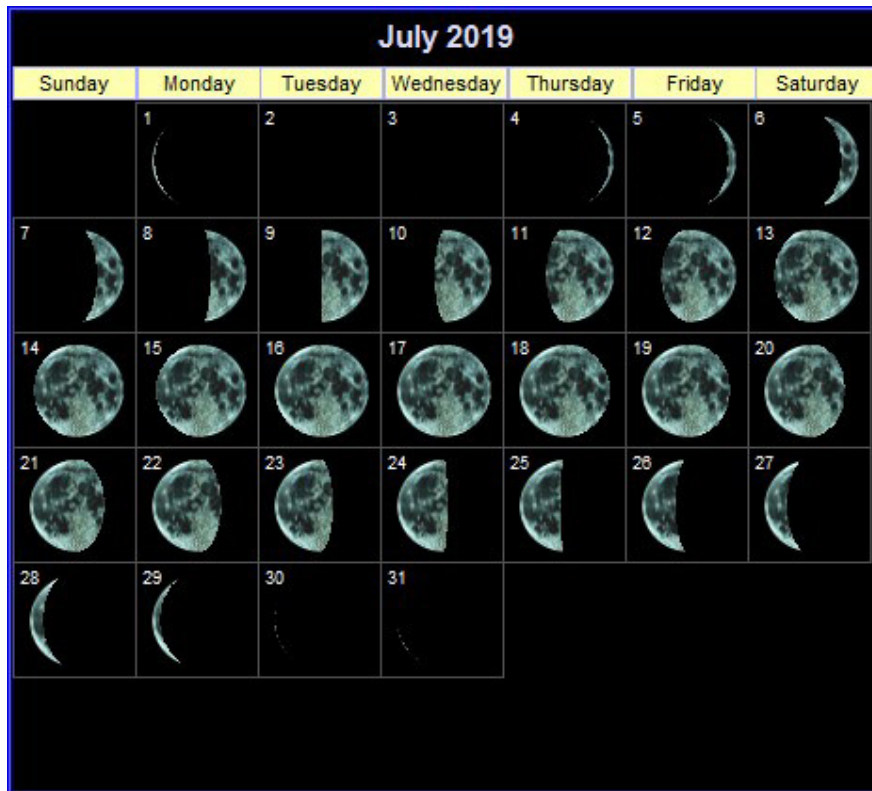 July 2019
Sunday Monday Tuesday Wednesday Thursday Friday Saturday
1 2 3 4 5 6
7 8 9 10 11 12 13
14 15 16 17 18 19 20
21 22 23 24 25 26 27
28 29 30 31